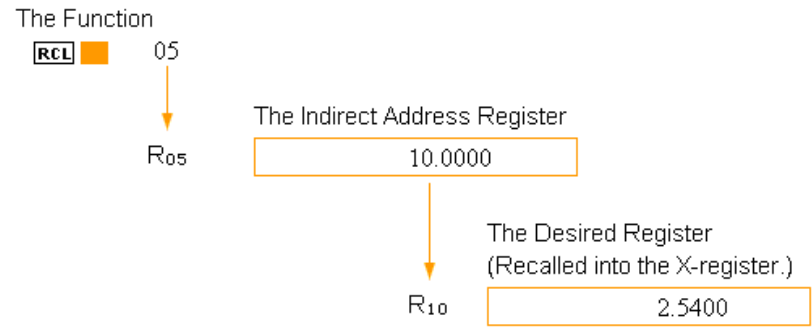 The Function
RCL 05
The Indirect Address Register
R05 10.0000
The Desired Register
(Recalled into the X-register.)
R10 2.5400